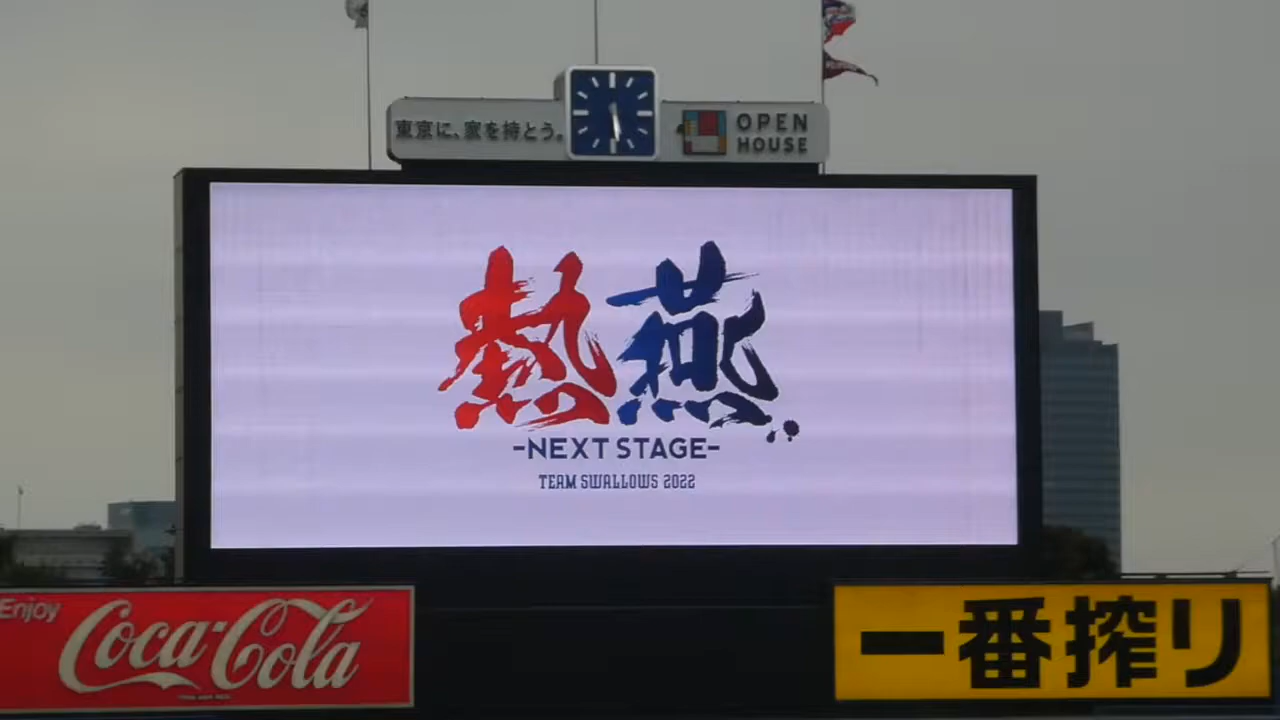 東京に、家を持とう。
OPEN
HOUSE
熱燕
-NEXT STAGE-
TEAM SWALLOWS 2022
Enjoy
Coca-Cola
一番搾り